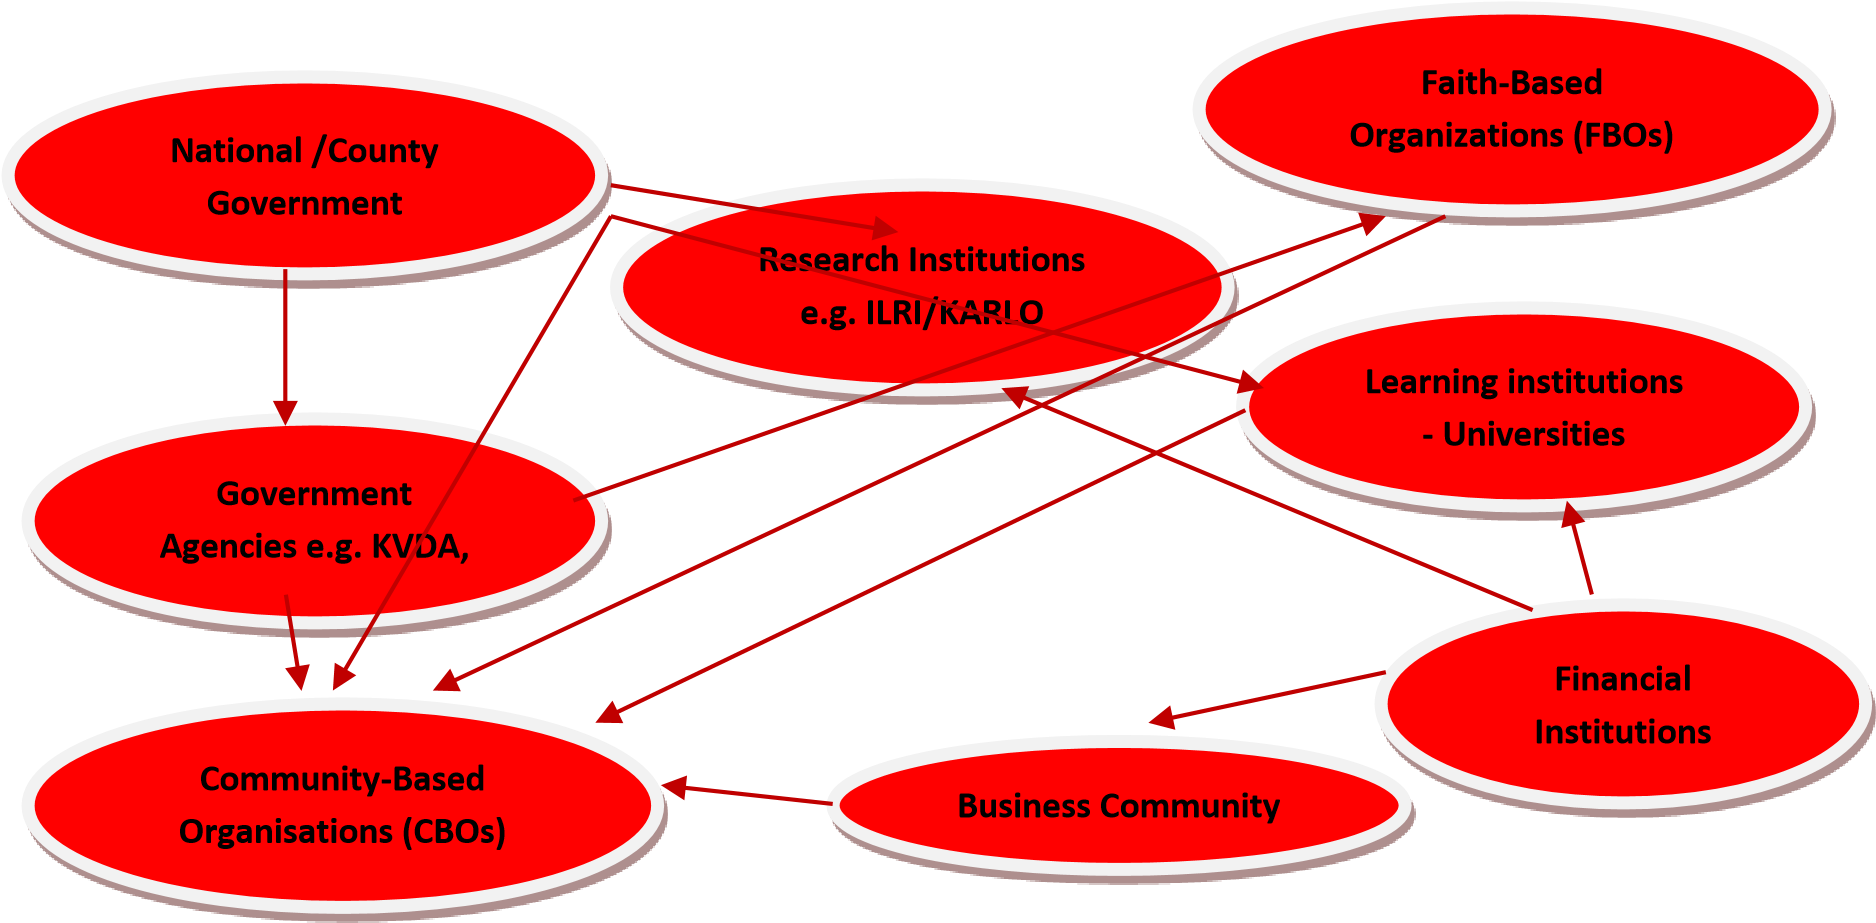 National /County
Government
Faith-Based
Organizations (FBOs)
Research Institutions
e.g. ILRI/KARLO
Learning institutions
- Universities
Government
Agencies e.g. KVDA,
Financial
Institutions
Community-Based
Organisations (CBOs)
Business Community